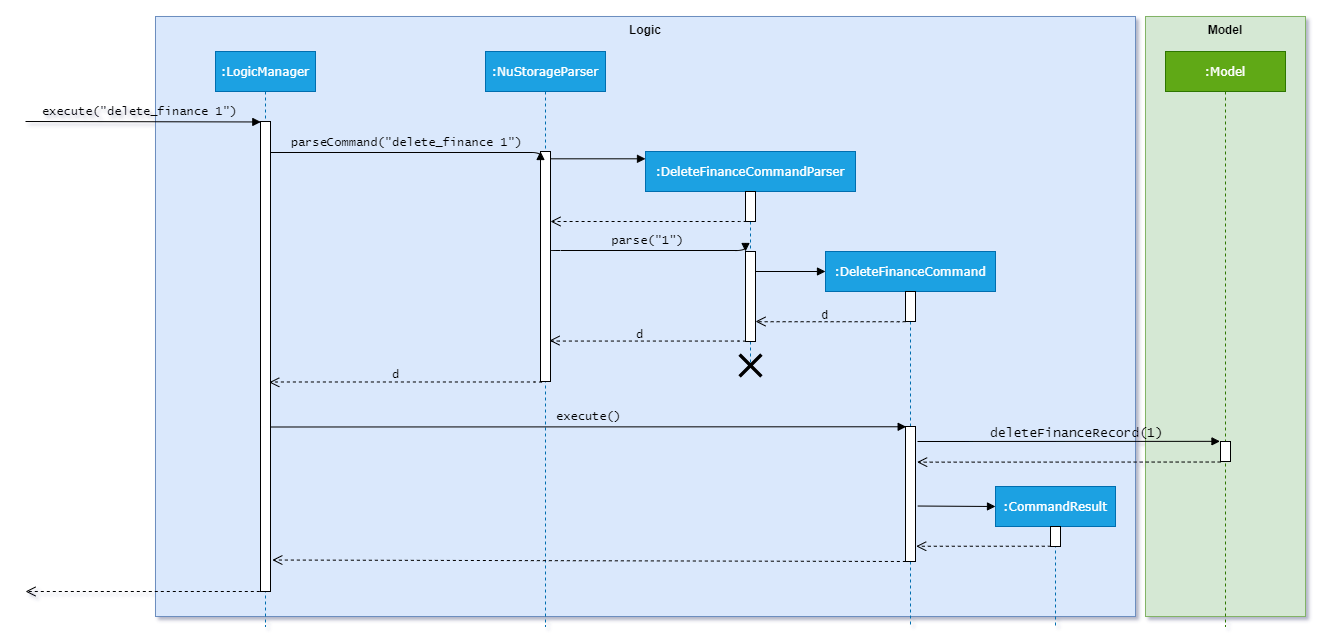 Logic
Model
:LogicManager
:NuStorageParser
:Model
execute("delete_finance 1")
parseCommand("delete_finance 1")
:DeleteFinanceCommandParser
parse("1")
:DeleteFinanceCommand
d
d
d
execute()
deleteFinanceRecord(1)
:CommandResult